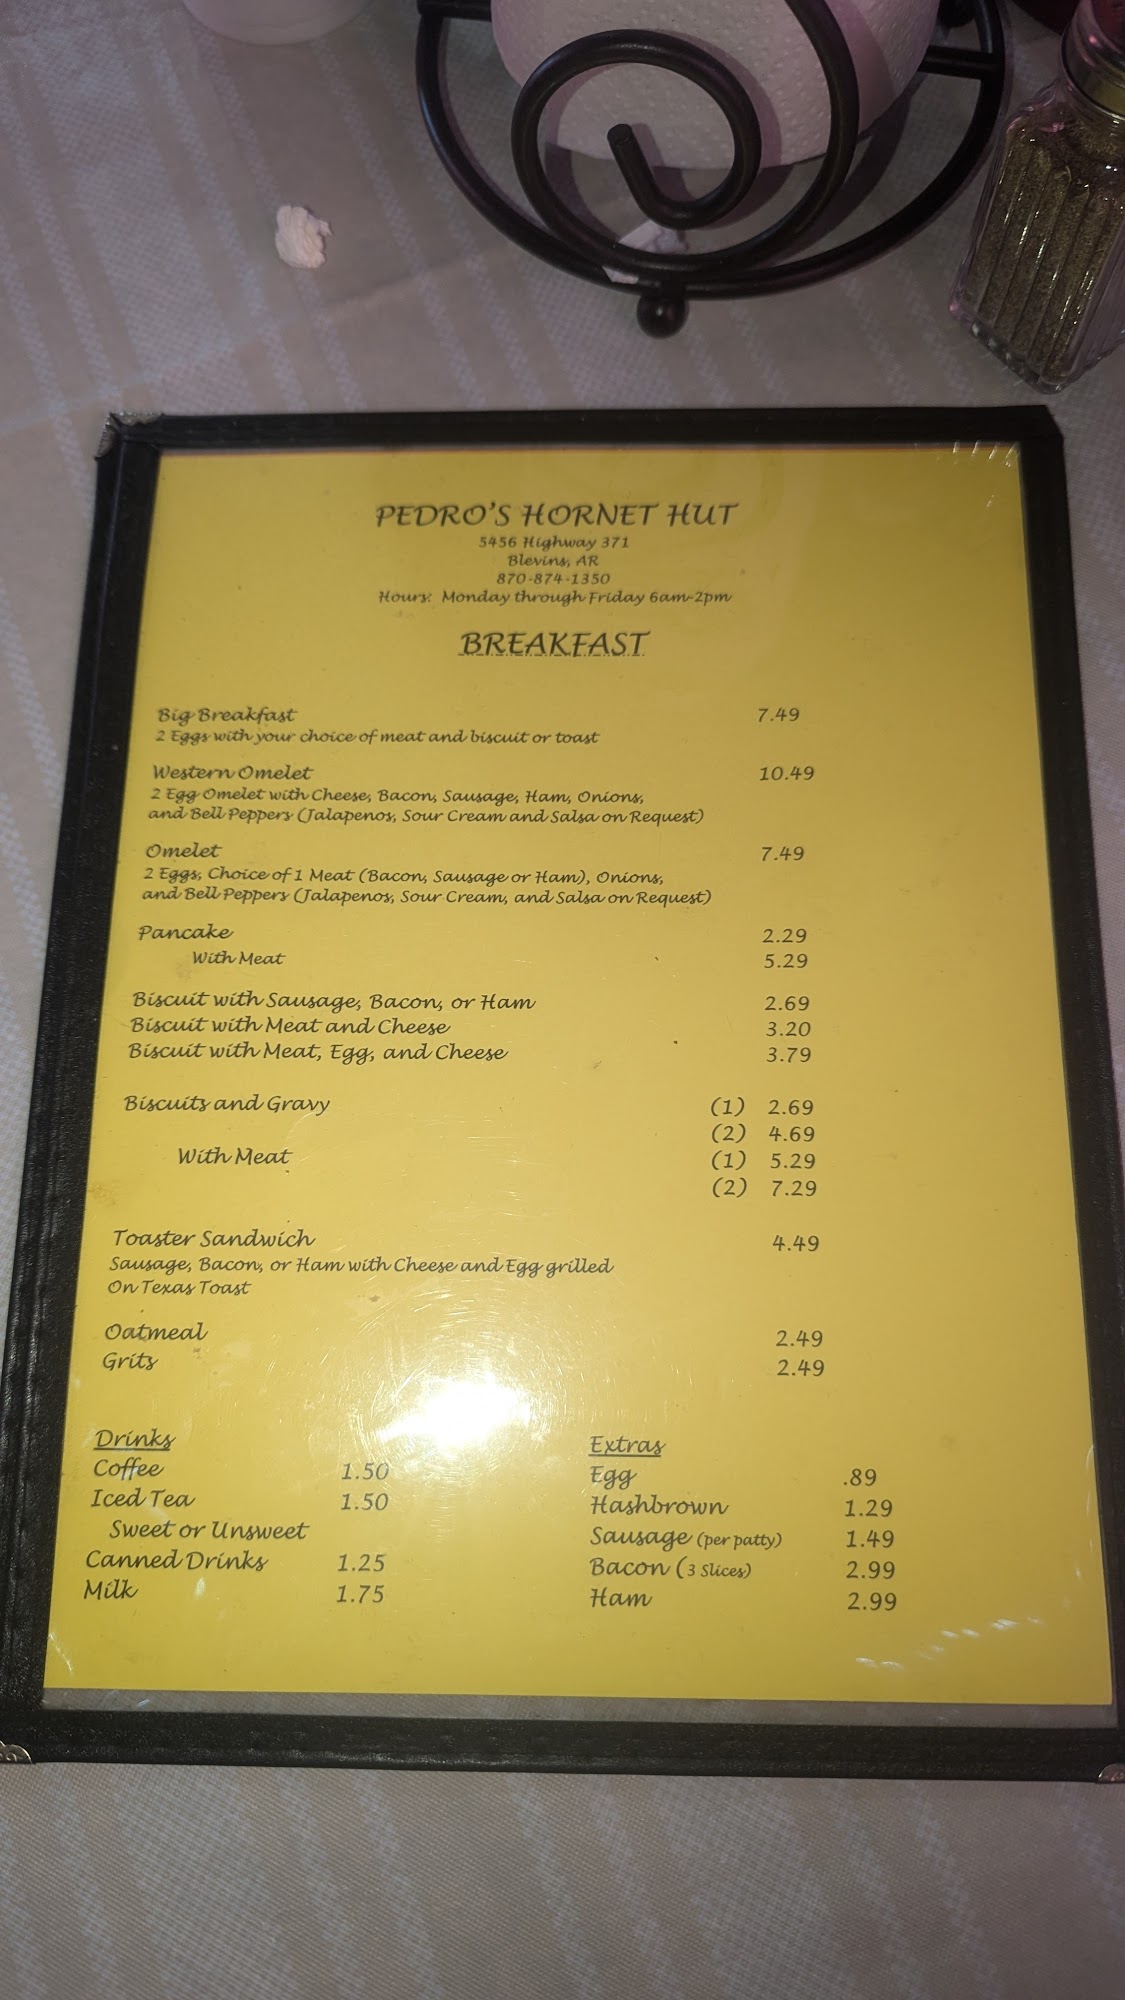 PEDRO'S HORNET HUT
5456 Highway 371
Blevins, AR
870-874-1350
Hours: Monday through Friday 6am-2pm
BREAKFAST
Big Breakfast 7.49
2 Eggs with your choice of meat and biscuit or toast
Western Omelet 10.49
2 Egg Omelet with Cheese, Bacon, Sausage, Ham, Onions,
and Bell Peppers (Jalapenos, Sour Cream and Salsa on Request)
Omelet 7.49
2 Eggs, Choice of 1 Meat (Bacon, Sausage or Ham), Onions,
and Bell Peppers (Jalapenos, Sour Cream, and Salsa on Request)
Pancake 2.29
With Meat 5.29
Biscuit with Sausage, Bacon, or Ham 2.69
Biscuit with Meat and Cheese 3.20
Biscuit with Meat, Egg, and Cheese 3.79
Biscuits and Gravy (1) 2.69
(2) 4.69
With Meat (1) 5.29
(2) 7.29
Toaster Sandwich 4.49
Sausage, Bacon, or Ham with Cheese and Egg grilled
On Texas Toast
Oatmeal 2.49
Grits 2.49
Drinks
Coffee 1.50
Iced Tea 1.50
Sweet or Unsweet
Canned Drinks 1.25
Milk 1.75
Extras
Egg .89
Hashbrown 1.29
Sausage (per patty) 1.49
Bacon (3 Slices) 2.99
Ham 2.99